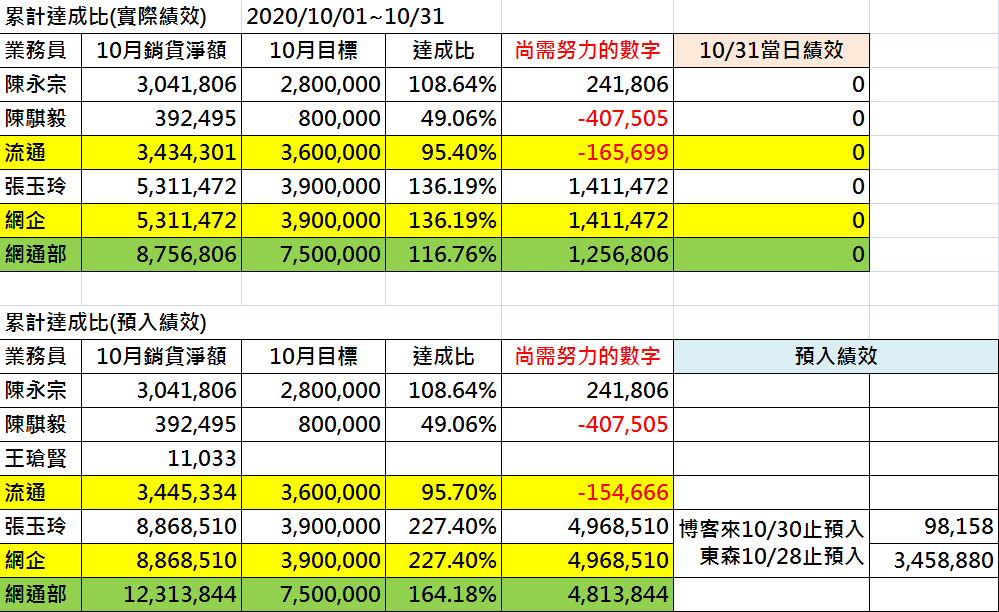 累計達成比(實際績效) 2020/10/01~10/31
業務員 10月銷貨淨額 10月目標 達成比 尚需努力的數字 10/31當日績效
陳永宗 3,041,806 2,800,000 108.64% 241,806 0
陳騏毅 392,495 800,000 49.06% -407,505 0
流通 3,434,301 3,600,000 95.40% -165,699 0
張玉玲 5,311,472 3,900,000 136.19% 1,411,472 0
網企 5,311,472 3,900,000 136.19% 1,411,472 0
網通部 8,756,806 7,500,000 116.76% 1,256,806 0
累計達成比(預入績效)
業務員 10月銷貨淨額 10月目標 達成比 尚需努力的數字 預入績效
陳永宗 3,041,806 2,800,000 108.64% 241,806
陳騏毅 392,495 800,000 49.06% -407,505
王瑲賢 11,033
流通 3,445,334 3,600,000 95.70% -154,666
張玉玲 8,868,510 3,900,000 227.40% 4,968,510 博客來10/30止預入 98,158
網企 8,868,510 3,900,000 227.40% 4,968,510 東森10/28止預入 3,458,880
網通部 12,313,844 7,500,000 164.18% 4,813,844